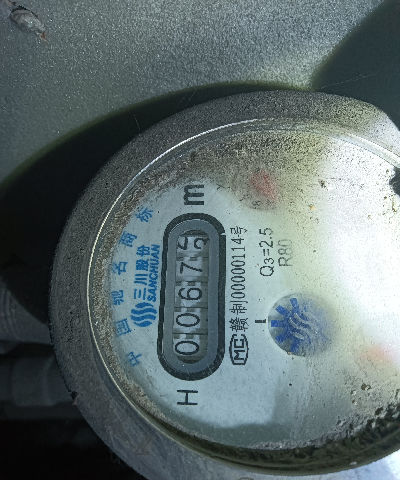 中国驰名商标
三川股份
SANCHUAN
H 0067 m
MC 赣制00000114号
Q3=2.5
R80